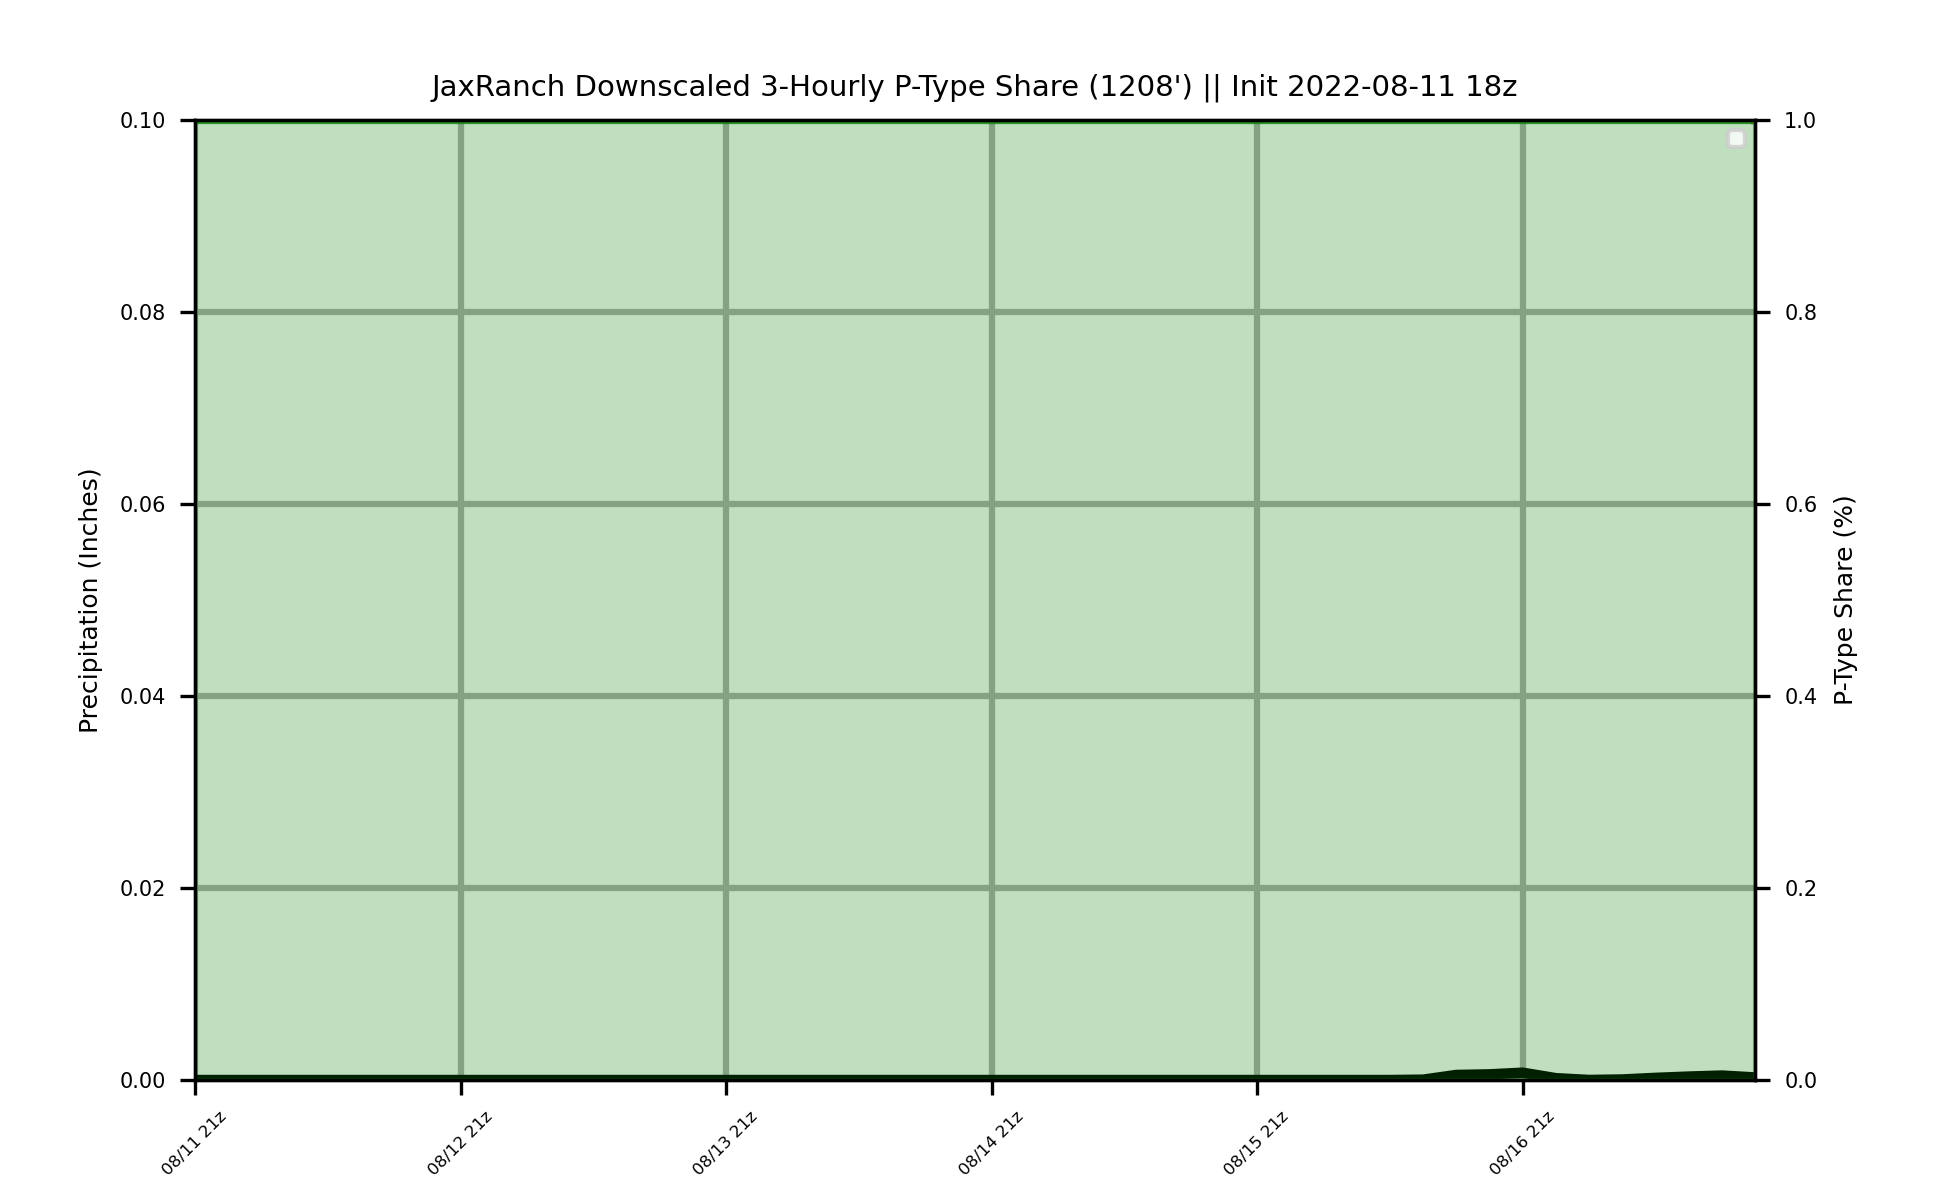 JaxRanch Downscaled 3-Hourly P-Type Share (1208') || Init 2022-08-11 18z
Precipitation (Inches)
0.10
0.08
0.06
0.04
0.02
0.00
1.0
0.8
0.6
0.4
0.2
0.0
P-Type Share (%)
08/11 21z
08/12 21z
08/13 21z
08/14 21z
08/15 21z
08/16 21z